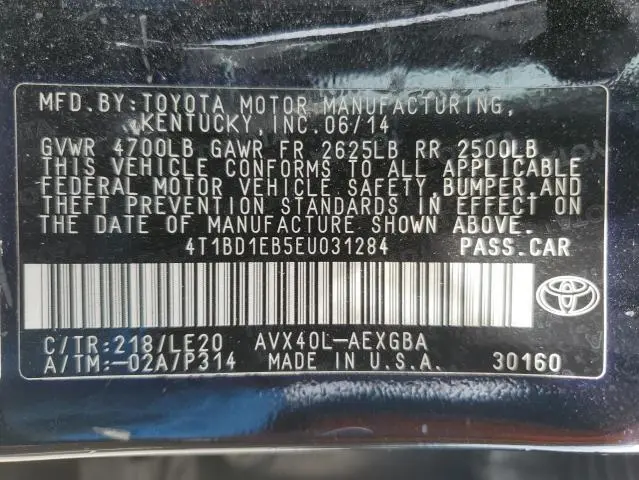 MFD. BY: TOYOTA MOTOR MANUFACTURING,
KENTUCKY, INC. 06/14
GVWR 4700LB GAWR FR 2625LB RR 2500LB
THIS VEHICLE CONFORMS TO ALL APPLICABLE
FEDERAL MOTOR VEHICLE SAFETY, BUMPER, AND
THEFT PREVENTION STANDARDS IN EFFECT ON
THE DATE OF MANUFACTURE SHOWN ABOVE.
4T1BD1EB5EU031284 PASS. CAR
C/TR: 218/LE20 AVX40L-AEXGBA
A/TM: -02A/P314 MADE IN U.S.A. 30160